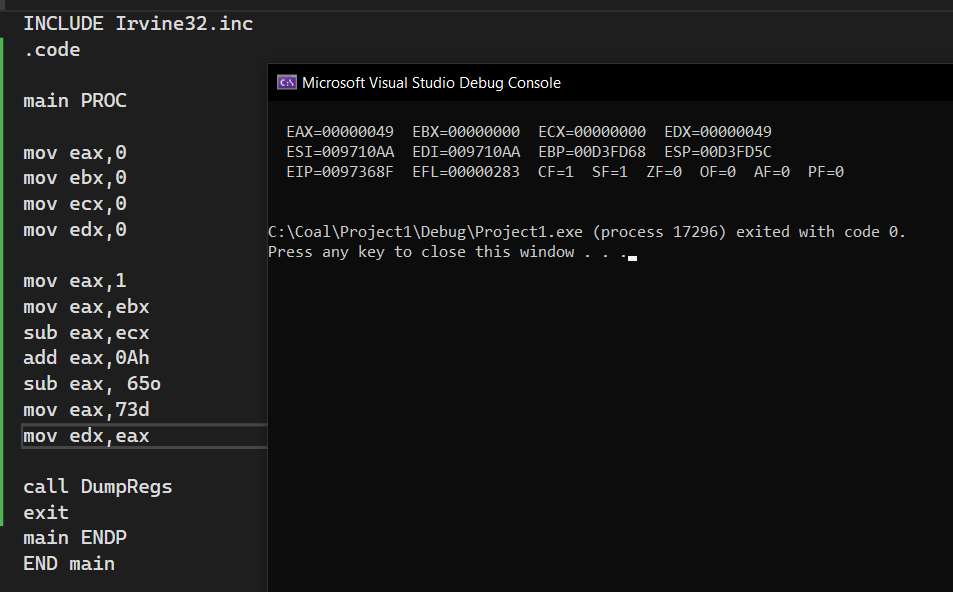 INCLUDE Irvine32.inc
.code
main PROC
mov eax,0
mov ebx,0
mov ecx,0
mov edx,0
mov eax,1
mov eax,ebx
sub eax,ecx
add eax,0Ah
sub eax, 65o
mov eax,73d
mov edx,eax
call DumpRegs
exit
main ENDP
END main
C:\ Microsoft Visual Studio Debug Console
EAX=00000049 EBX=00000000 ECX=00000000 EDX=00000049
ESI=009710AA EDI=009710AA EBP=00D3FD68 ESP=00D3FD5C
EIP=0097368F EFL=00000283 CF=1 SF=1 ZF=0 OF=0 AF=0 PF=0
C:\Coal\Project1\Debug\Project1.exe (process 17296) exited with code 0.
Press any key to close this window . . .